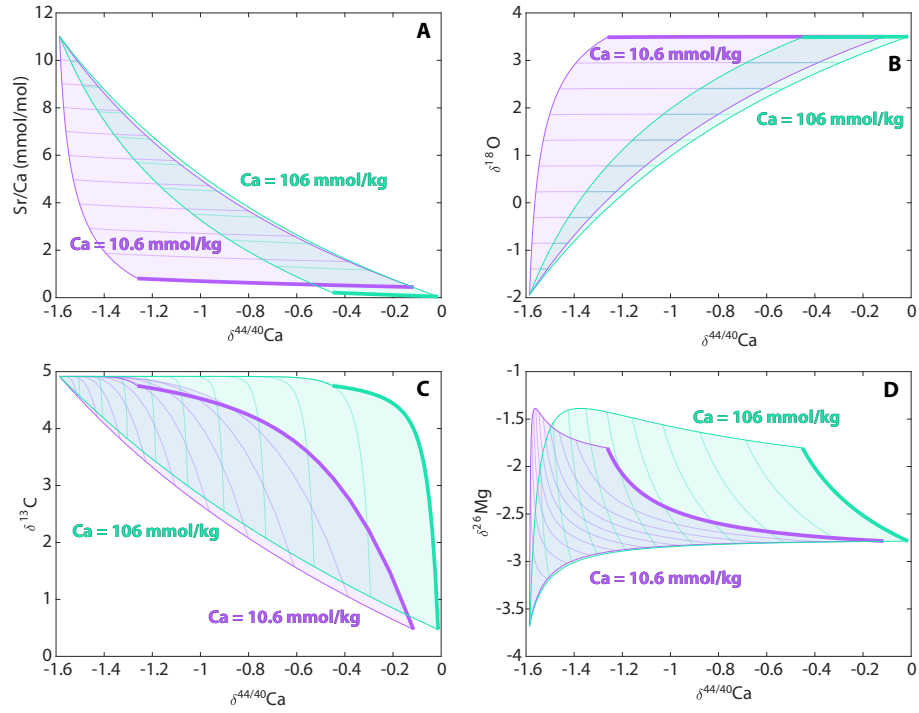 A
Sr/Ca (mmol/mol)
12
10
8
6
4
2
0
Ca = 106 mmol/kg
Ca = 10.6 mmol/kg
-1.6 -1.4 -1.2 -1 -0.8 -0.6 -0.4 -0.2 0
δ44/40Ca
B
δ18O
4
3
2
1
0
-1
-2
Ca = 10.6 mmol/kg
Ca = 106 mmol/kg
-1.6 -1.4 -1.2 -1 -0.8 -0.6 -0.4 -0.2 0
δ44/40Ca
C
δ13C
5
4
3
2
1
0
Ca = 106 mmol/kg
Ca = 10.6 mmol/kg
-1.6 -1.4 -1.2 -1 -0.8 -0.6 -0.4 -0.2 0
δ44/40Ca
D
δ26Mg
-1
-1.5
-2
-2.5
-3
-3.5
-4
Ca = 106 mmol/kg
Ca = 10.6 mmol/kg
-1.6 -1.4 -1.2 -1 -0.8 -0.6 -0.4 -0.2 0
δ44/40Ca